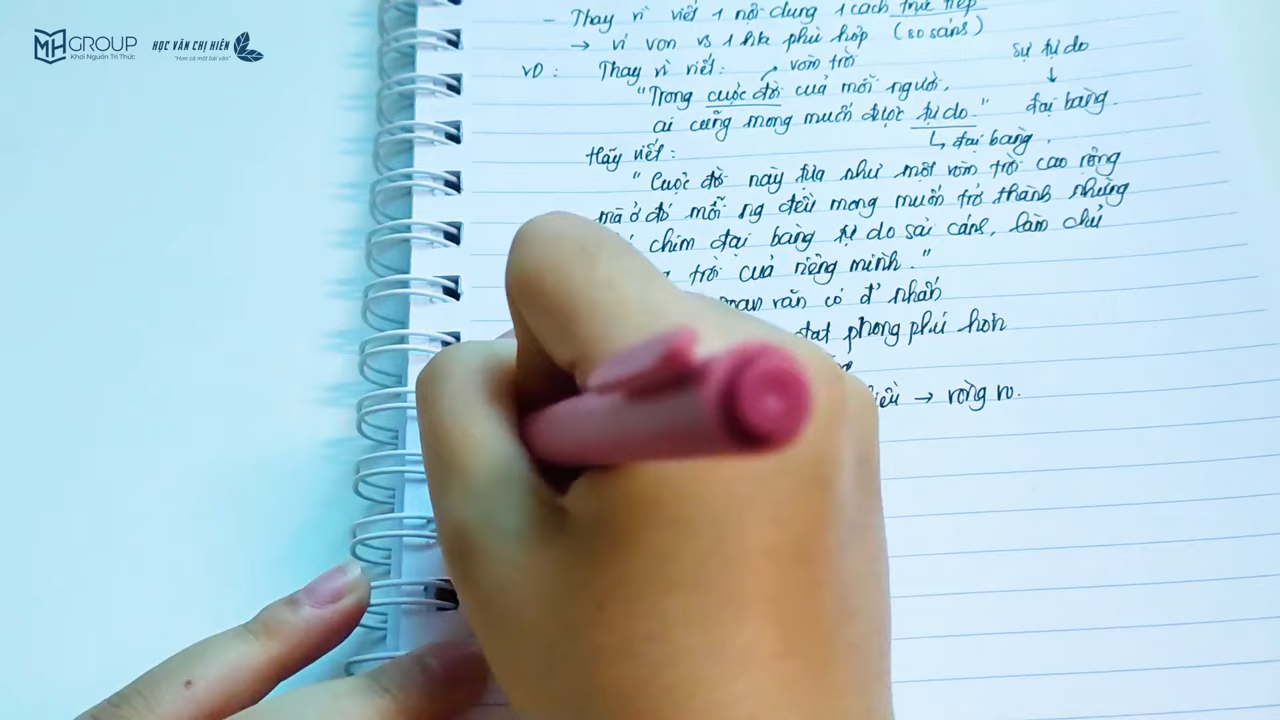 MH GROUP
Khơi Nguồn Tri Thức
HỌC VĂN CHỊ HIÊN
"Hơn cả một bài văn"
- Thay vì viết 1 nội dung 1 cách trực tiếp
→ ví von vs 1 h/ả phù hợp (so sánh)
VD: Thay vì viết: vòm trời
sự tự do
↓
đại bàng.
"Trong cuộc đời của mỗi người,
ai cũng mong muốn được tự do."
↳ đại bàng.
Hãy viết:
"Cuộc đời này tựa như một vòm trời cao rộng
mà ở đó mỗi ng đều mong muốn trở thành những
chim đại bàng tự do sải cánh, làm chủ
trời của riêng mình."
văn có đ' nhấn
đạt phong phú hơn
→ rộng ra.